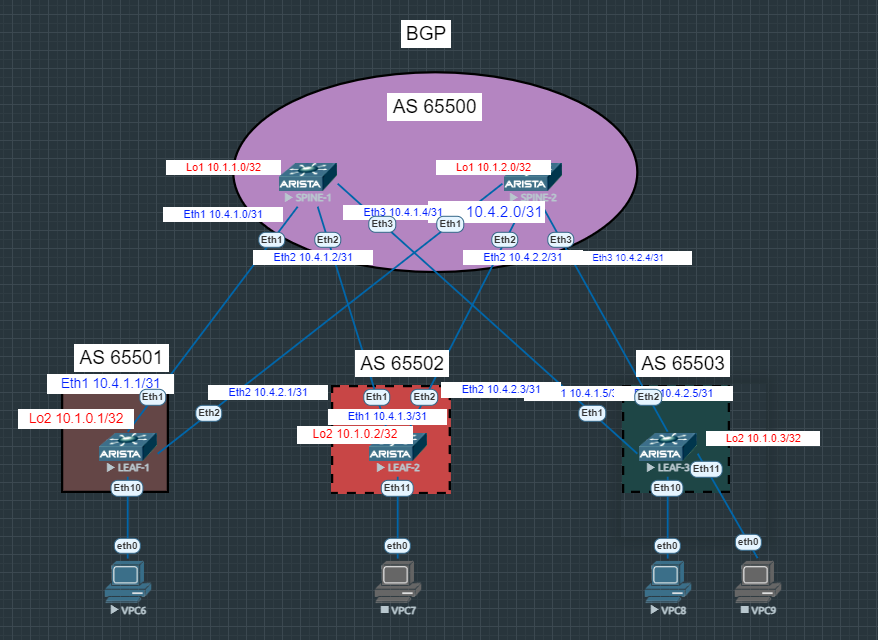 BGP
AS 65500
Lo1 10.1.1.0/32
Lo1 10.1.2.0/32
ARISTA
ARISTA
SPINE-1
SPINE-2
Eth1 10.4.1.0/31
Eth3 10.4.1.4/31
10.4.2.0/31
Eth3
Eth1
Eth1
Eth2
Eth2
Eth3
Eth2 10.4.1.2/31
Eth2 10.4.2.2/31
Eth3 10.4.2.4/31
AS 65501
AS 65502
AS 65503
Eth1 10.4.1.1/31
Eth2 10.4.2.1/31
Eth2 10.4.2.3/31
1 10.4.1.5/
10.4.2.5/31
Eth1
Eth1
Eth2
Eth2
Eth2
Eth1
Lo2 10.1.0.1/32
Eth1 10.4.1.3/31
Lo2 10.1.0.2/32
Lo2 10.1.0.3/32
ARISTA
ARISTA
ARISTA
LEAF-1
LEAF-2
LEAF-3
Eth11
Eth10
Eth11
Eth10
eth0
eth0
eth0
eth0
VPC6
VPC7
VPC8
VPC9